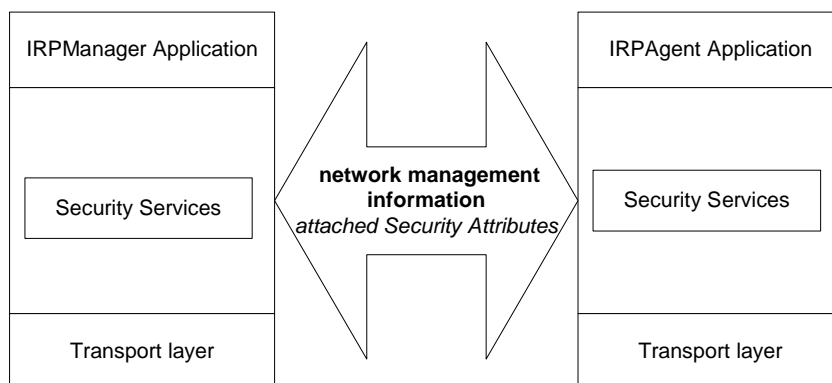 IRPManager Application
IRPAgent Application
network management
information
attached Security Attributes
Security Services
Security Services
Transport layer
Transport layer